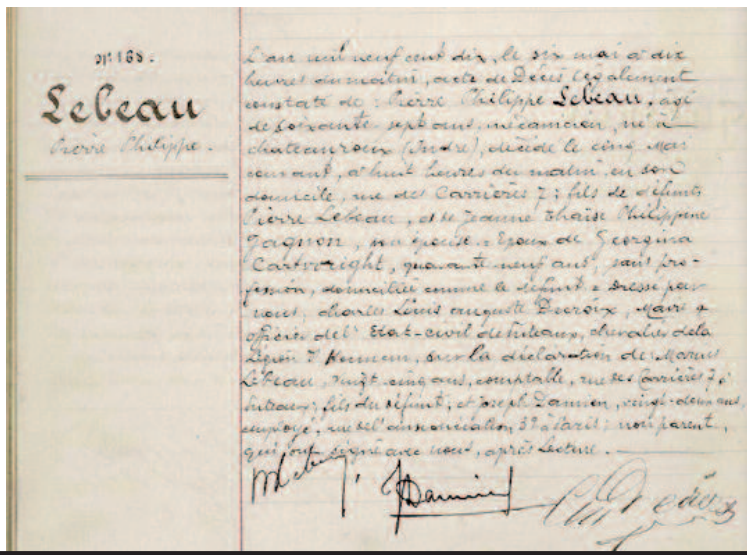 N° 168.
Lebeau
Pierre Philippe.
L'an mil neuf cent dix, le six mai à dix
heures du matin, acte de Décès légalement
constaté de : Pierre Philippe Lebeau, âgé
de soixante sept ans, mécanicien, né à
châteauroux (Indre), décédé le cinq Mai
courant, à huit heures du matin, en son
domicile, rue des Carrières 7 ; fils de défunts
Pierre Lebeau, et de Jeanne Thaïse Philippine
Gagnon, son épouse. Epoux de Georgina
Cartwright, quarante neuf ans, sans pro-
fession, domiciliée comme le défunt. Dressé par
nous, Charles Louis auguste Ducroix, Maire &
officier de l'Etat-civil de Puteaux, chevalier de la
Légion d'Honneur, sur la déclaration de Marius
Lebeau, vingt-cinq ans, comptable, rue des Carrières 7, à
Puteaux ; fils du défunt ; et Joseph Damien, vingt-deux ans,
employé, rue de l'annonciation, à Paris ; non parent,
qui ont signé avec nous, après Lecture.